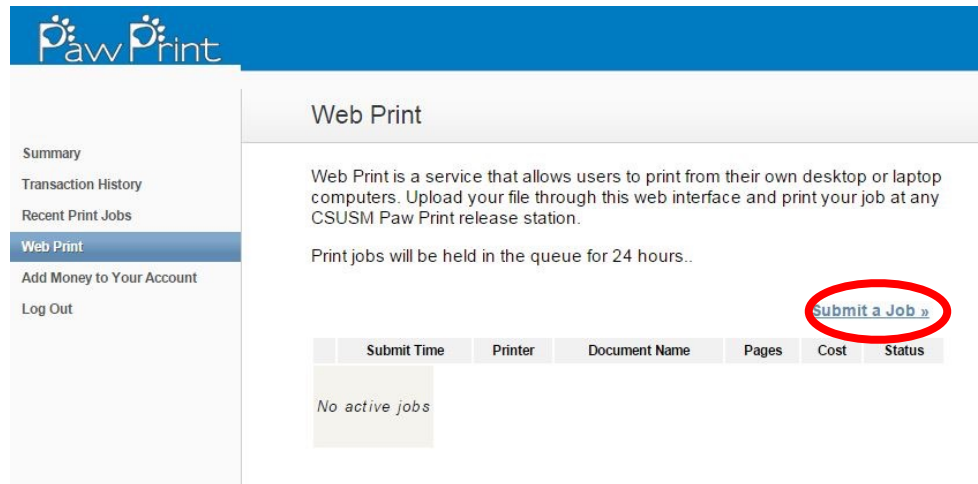 Paw Print
Web Print
Summary
Transaction History
Recent Print Jobs
Web Print
Add Money to Your Account
Log Out
Web Print is a service that allows users to print from their own desktop or laptop
computers. Upload your file through this web interface and print your job at any
CSUSM Paw Print release station.
Print jobs will be held in the queue for 24 hours..
Submit a Job »
Submit Time Printer Document Name Pages Cost Status
No active jobs